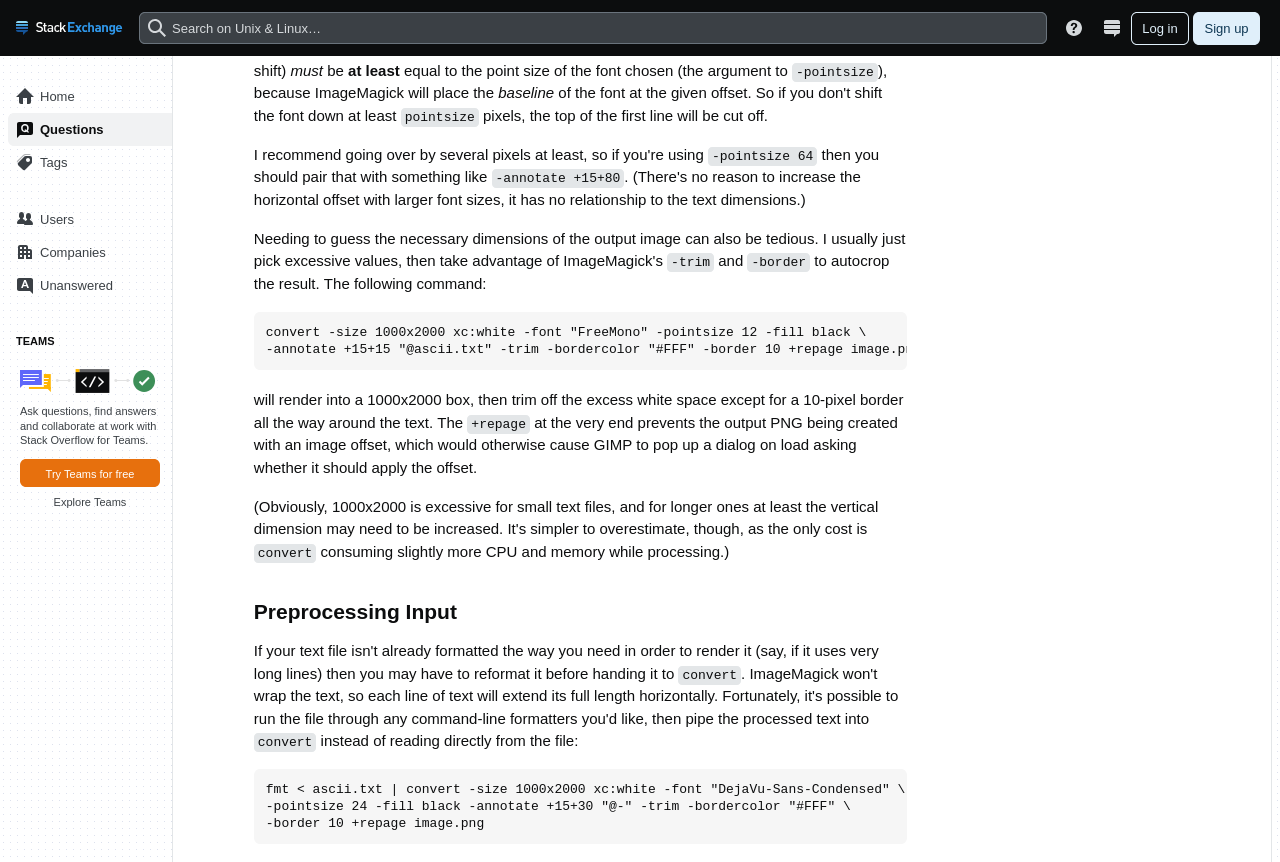 StackExchange
Search on Unix & Linux…
Log in
Sign up
Home
Questions
Tags
Users
Companies
Unanswered
TEAMS
Ask questions, find answers
and collaborate at work with
Stack Overflow for Teams.
Try Teams for free
Explore Teams
shift) must be at least equal to the point size of the font chosen (the argument to -pointsize),
because ImageMagick will place the baseline of the font at the given offset. So if you don't shift
the font down at least pointsize pixels, the top of the first line will be cut off.
I recommend going over by several pixels at least, so if you're using -pointsize 64 then you
should pair that with something like -annotate +15+80. (There's no reason to increase the
horizontal offset with larger font sizes, it has no relationship to the text dimensions.)
Needing to guess the necessary dimensions of the output image can also be tedious. I usually just
pick excessive values, then take advantage of ImageMagick's -trim and -border to autocrop
the result. The following command:
convert -size 1000x2000 xc:white -font "FreeMono" -pointsize 12 -fill black \
-annotate +15+15 "@ascii.txt" -trim -bordercolor "#FFF" -border 10 +repage image.p
will render into a 1000x2000 box, then trim off the excess white space except for a 10-pixel border
all the way around the text. The +repage at the very end prevents the output PNG being created
with an image offset, which would otherwise cause GIMP to pop up a dialog on load asking
whether it should apply the offset.
(Obviously, 1000x2000 is excessive for small text files, and for longer ones at least the vertical
dimension may need to be increased. It's simpler to overestimate, though, as the only cost is
convert consuming slightly more CPU and memory while processing.)
Preprocessing Input
If your text file isn't already formatted the way you need in order to render it (say, if it uses very
long lines) then you may have to reformat it before handing it to convert. ImageMagick won't
wrap the text, so each line of text will extend its full length horizontally. Fortunately, it's possible to
run the file through any command-line formatters you'd like, then pipe the processed text into
convert instead of reading directly from the file:
fmt < ascii.txt | convert -size 1000x2000 xc:white -font "DejaVu-Sans-Condensed" \
-pointsize 24 -fill black -annotate +15+30 "@-" -trim -bordercolor "#FFF" \
-border 10 +repage image.png